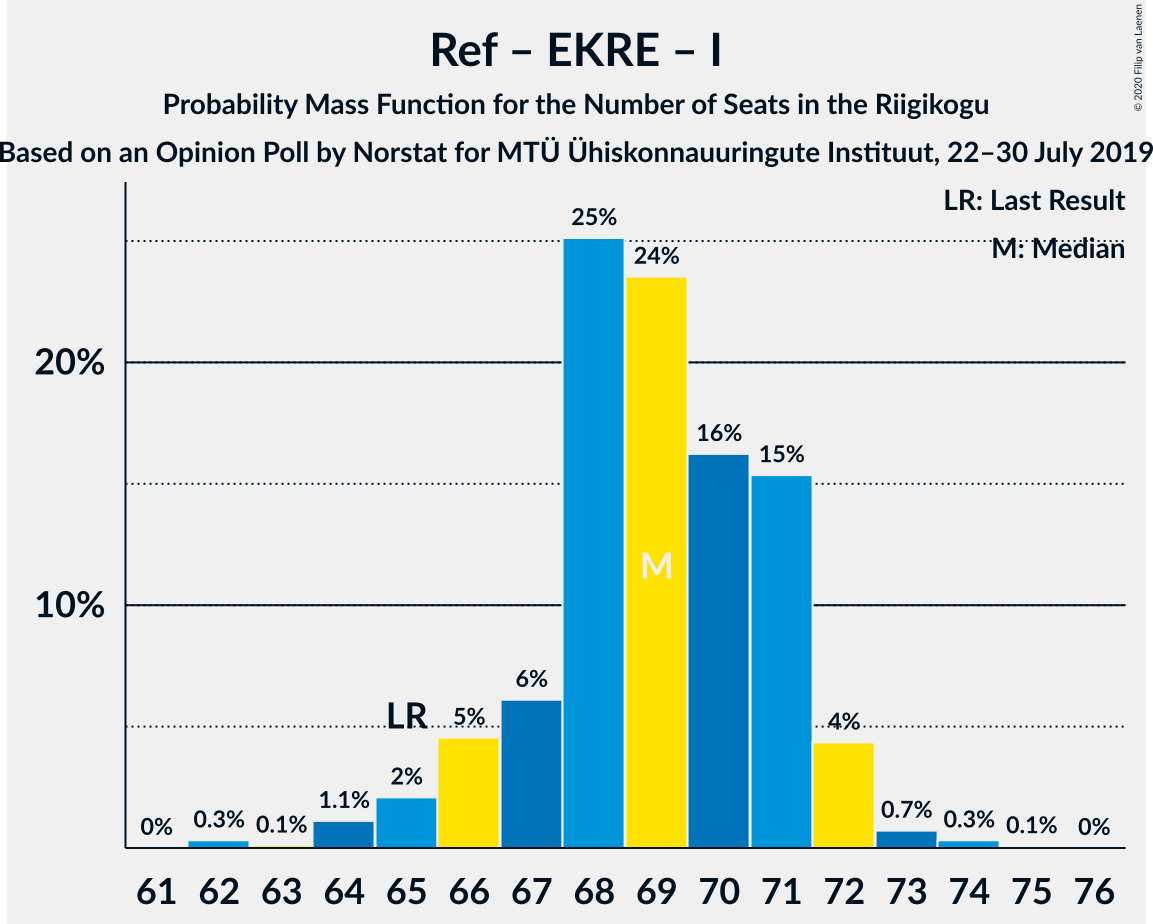 Ref – EKRE – I
Probability Mass Function for the Number of Seats in the Riigikogu
Based on an Opinion Poll by Norstat for MTÜ Ühiskonnauuringute Instituut, 22–30 July 2019
© 2020 Filip van Laenen
LR: Last Result
M: Median
25%
24%
20%
16%
15%
M
10%
6%
LR 5%
4%
2%
1.1%
0.7%
0% 0.3% 0.1%
0.3% 0.1% 0%
61 62 63 64 65 66 67 68 69 70 71 72 73 74 75 76